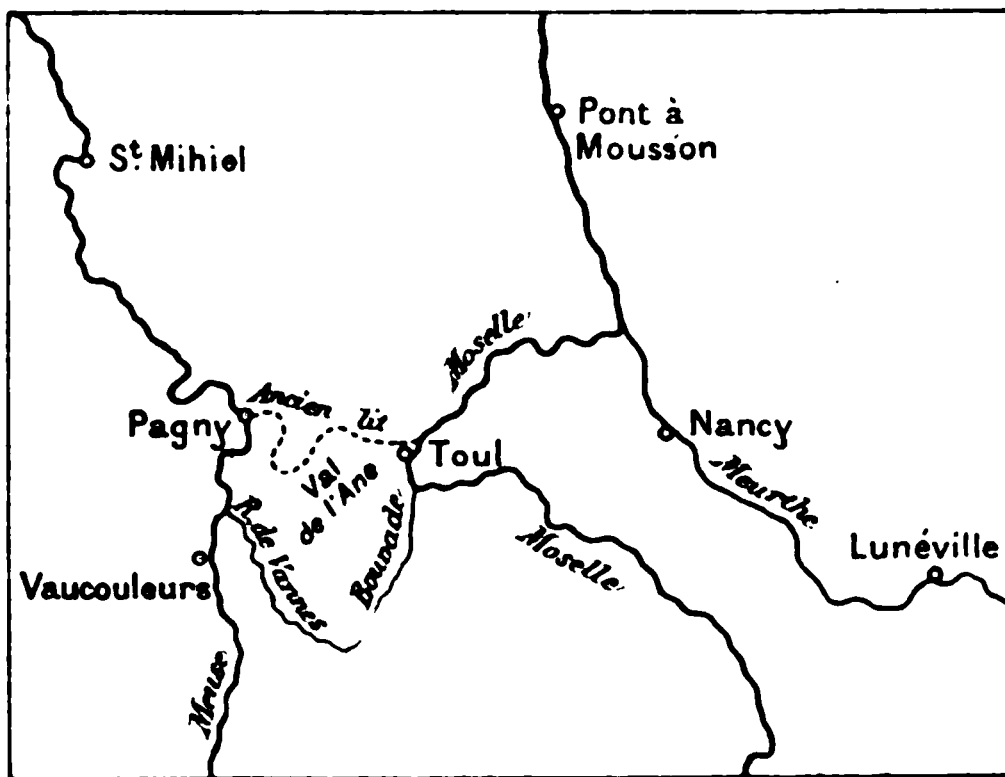 Pont à
Mousson
St. Mihiel
Moselle
Ancien lit
Pagny
Toul
Nancy
Val
de l'Ane
Meurthe
R. de Vannes
Bouvade
Moselle
Lunéville
Vaucouleurs
Meuse